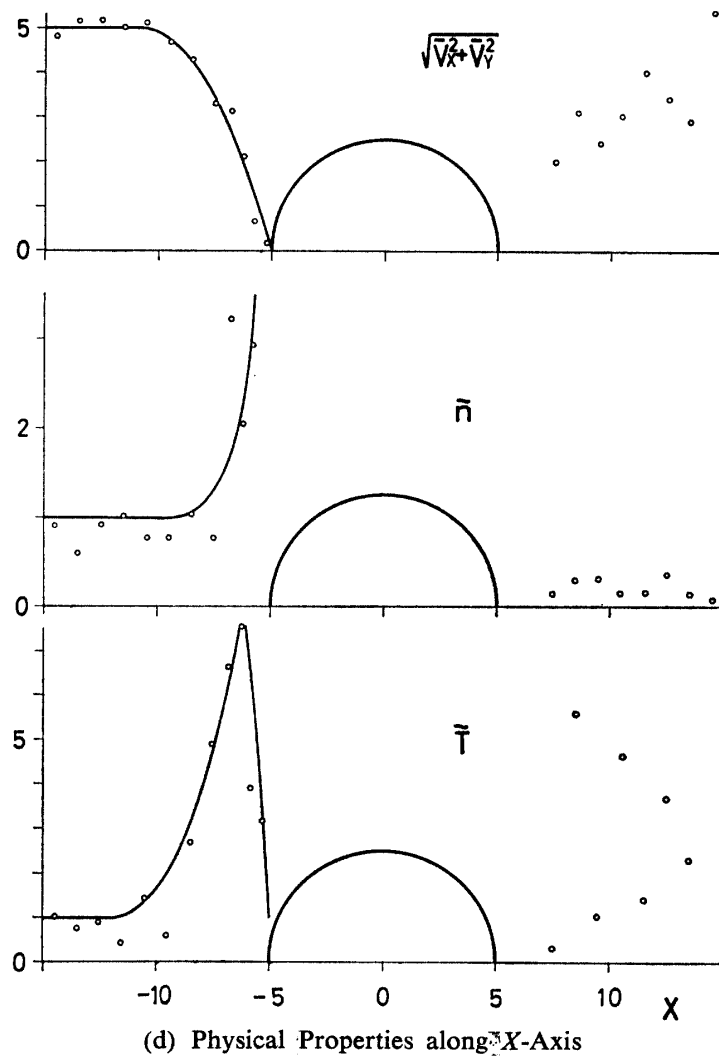 5
√V̄X²+V̄Y²
0
2
ñ
0
5
T̃
0
-10 -5 0 5 10 X
(d) Physical Properties along X-Axis